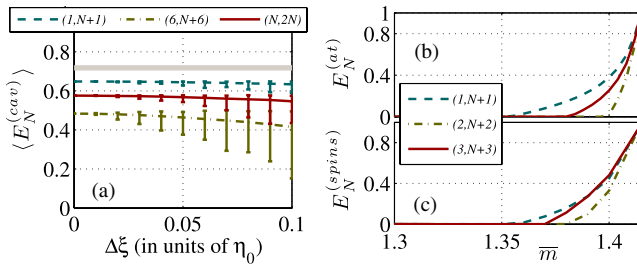 (1,N+1) (6,N+6) (N,2N)
0.8
0.6
0.4
0.2
0
⟨E_N^(cav)⟩
(a)
0 0.05 0.1
Δξ (in units of η₀)
(b)
E_N^(at)
0.8
0.4
0
(1,N+1)
(2,N+2)
(3,N+3)
(c)
E_N^(spins)
0.8
0.4
0
1.3 1.35 1.4
m̅